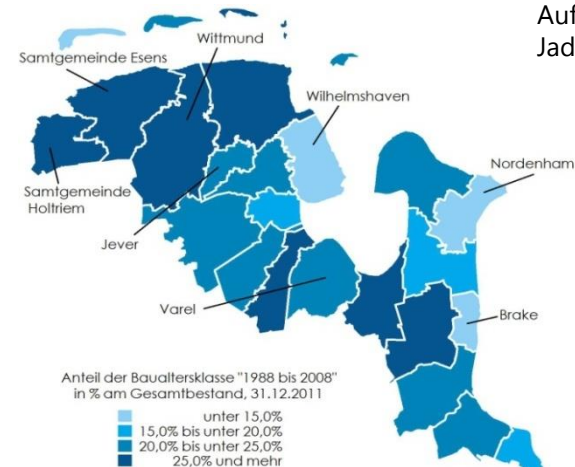 Auf
Jad
Wittmund
Samtgemeinde Esens
Wilhelmshaven
Nordenham
Samtgemeinde
Holtriem
Jever
Varel
Brake
Anteil der Baualtersklasse "1988 bis 2008"
in % am Gesamtbestand, 31.12.2011
unter 15,0%
15,0% bis unter 20,0%
20,0% bis unter 25,0%
25,0% und mehr